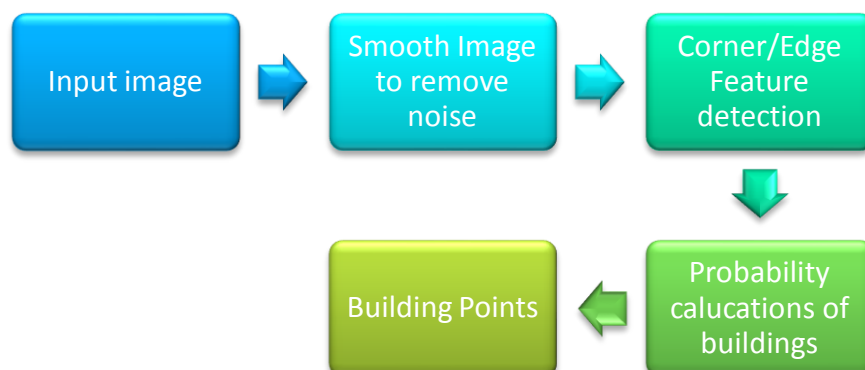 Input image
Smooth Image
to remove
noise
Corner/Edge
Feature
detection
Probability
calucations of
buildings
Building Points